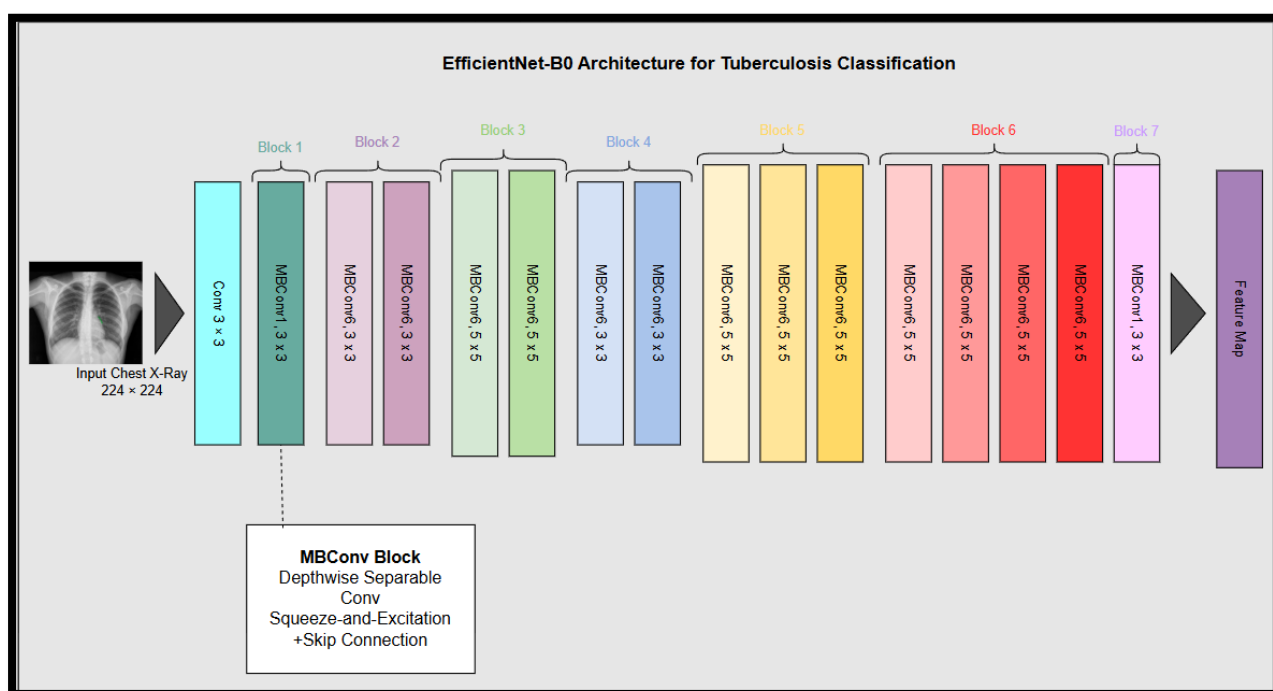 EfficientNet-B0 Architecture for Tuberculosis Classification
Block 1
Block 2
Block 3
Block 4
Block 5
Block 6
Block 7
Input Chest X-Ray
224 × 224
Conv 3 × 3
MBConv1, 3 x 3
MBConv6, 3 x 3
MBConv6, 3 x 3
MBConv6, 5 x 5
MBConv6, 5 x 5
MBConv6, 3 x 3
MBConv6, 3 x 3
MBConv6, 5 x 5
MBConv6, 5 x 5
MBConv6, 5 x 5
MBConv6, 5 x 5
MBConv6, 5 x 5
MBConv6, 5 x 5
MBConv6, 5 x 5
MBConv1, 3 x 3
Feature Map
MBConv Block
Depthwise Separable
Conv
Squeeze-and-Excitation
+Skip Connection